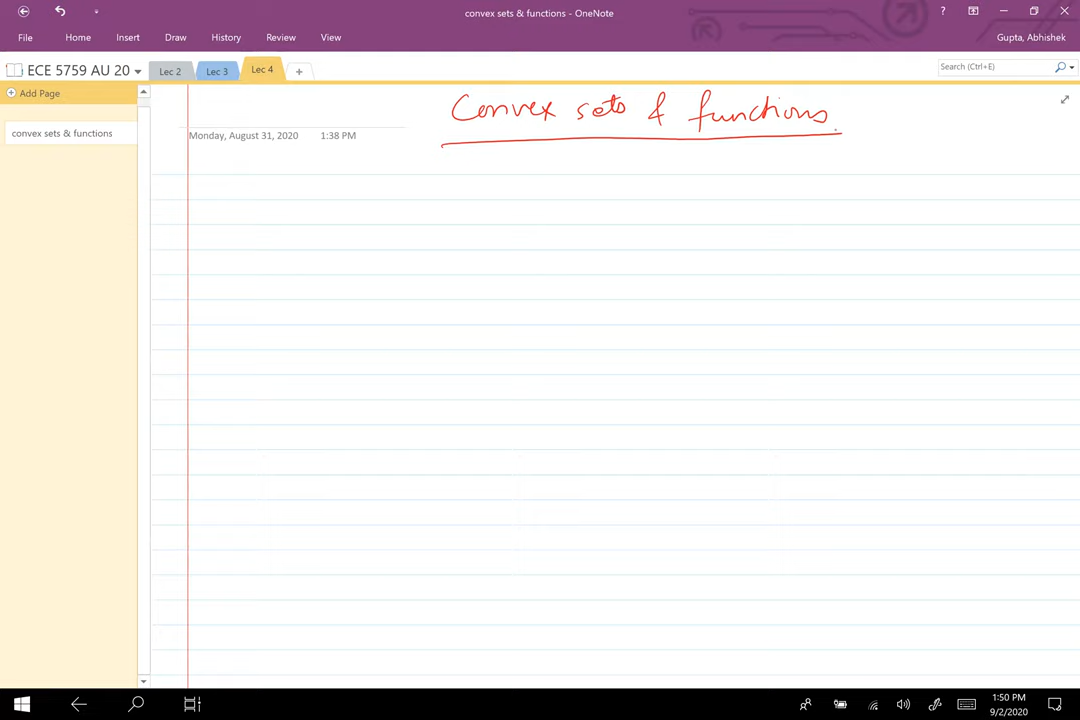 convex sets & functions - OneNote
?
File Home Insert Draw History Review View Gupta, Abhishek
ECE 5759 AU 20 Lec 2 Lec 3 Lec 4 + Search (Ctrl+E)
Add Page
convex sets & functions
Convex sets & functions
Monday, August 31, 2020 1:38 PM
1:50 PM
9/2/2020